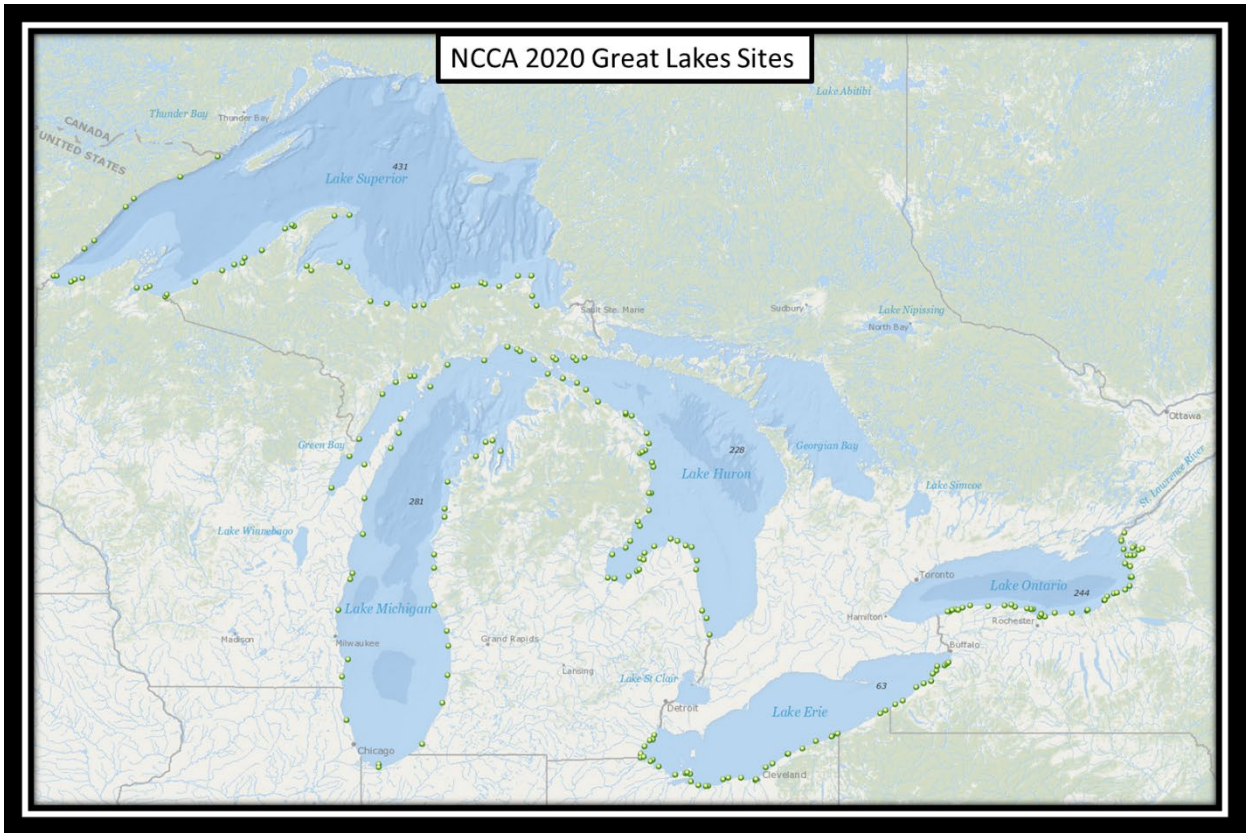 NCCA 2020 Great Lakes Sites
Lake Abitibi
Thunder Bay
Thunder Bay
CANADA
UNITED STATES
431
Lake Superior
Sault Ste. Marie
Sudbury
Lake Nipissing
North Bay
Ottawa
Green Bay
Georgian Bay
228
Lake Huron
St. Lawrence River
Lake Simcoe
281
Lake Winnebago
Toronto
Lake Ontario
244
Lake Michigan
Hamilton
Rochester
Madison
Milwaukee
Grand Rapids
Buffalo
Lansing
Lake St Clair
63
Detroit
Lake Erie
Chicago
Cleveland